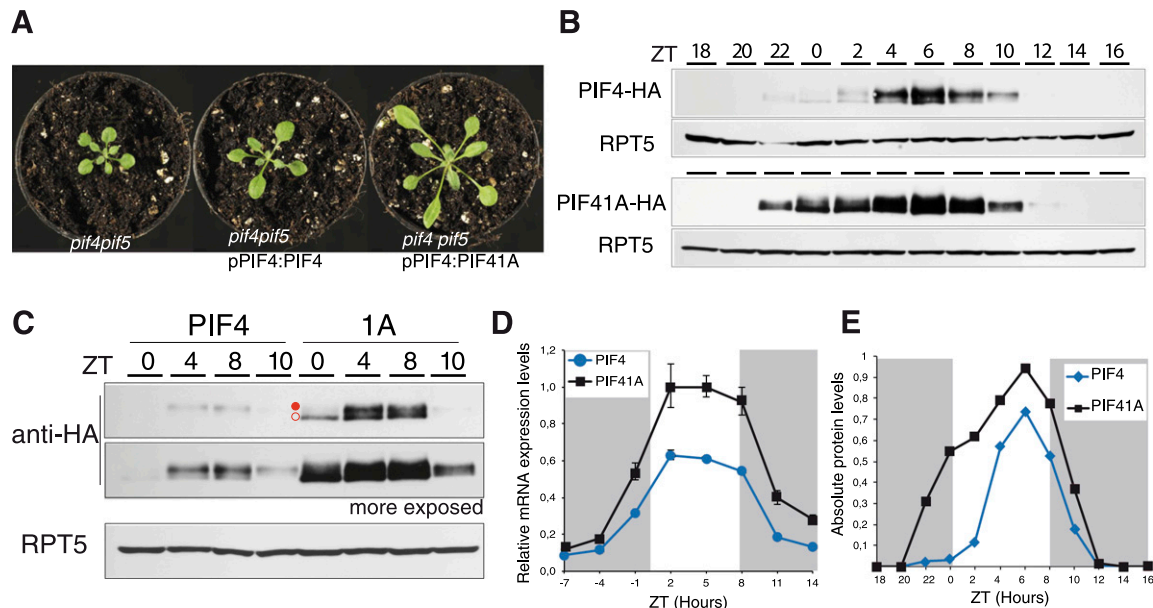 A
pif4pif5
pif4pif5
pPIF4:PIF4
pif4 pif5
pPIF4:PIF41A
B
ZT 18 20 22 0 2 4 6 8 10 12 14 16
PIF4-HA
RPT5
PIF41A-HA
RPT5
C
PIF4 1A
ZT 0 4 8 10 0 4 8 10
anti-HA
more exposed
RPT5
D
Relative mRNA expression levels
1,2
1,0
0,8
0,6
0,4
0,2
0,0
PIF4
PIF41A
-7 -4 -1 2 5 8 11 14
ZT (Hours)
E
Absolute protein levels
1
0,9
0,8
0,7
0,6
0,5
0,4
0,3
0,2
0,1
PIF4
PIF41A
18 20 22 0 2 4 6 8 10 12 14 16
ZT (Hours)